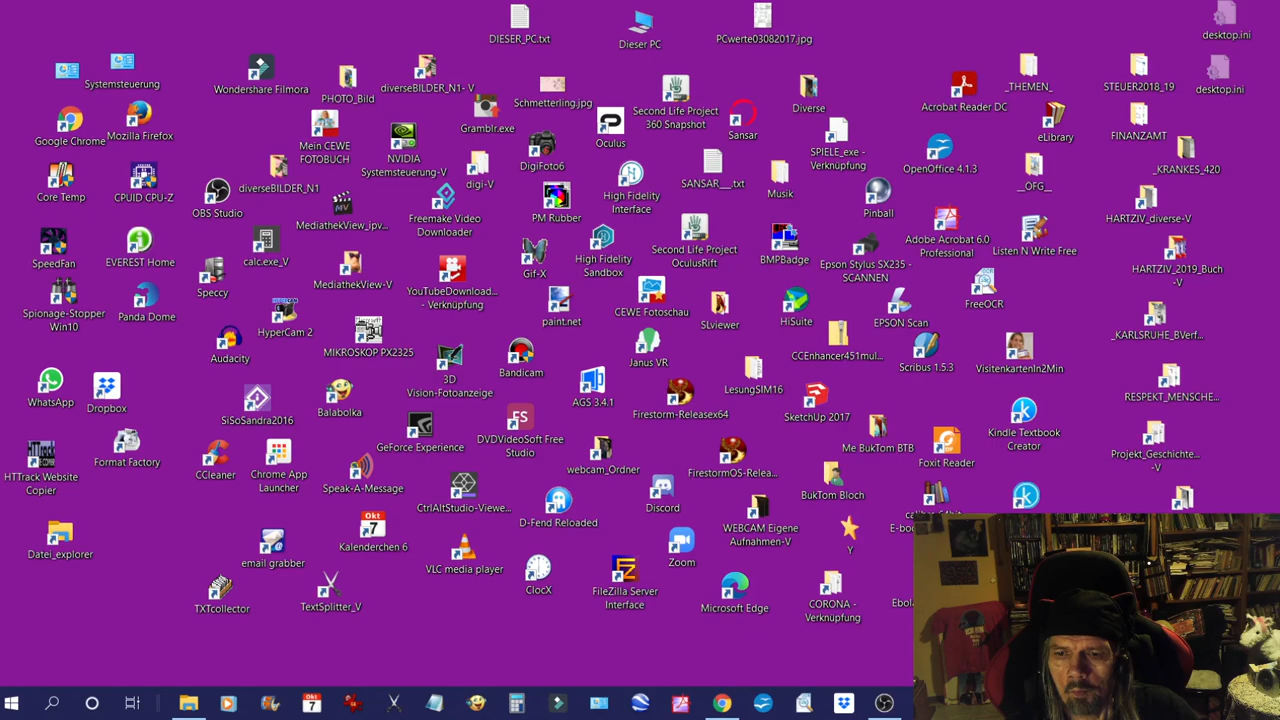 DIESER_PC.txt
Dieser PC
PCwerte03082017.jpg
desktop.ini
Systemsteuerung
Wondershare Filmora
PHOTO_Bild
diverseBILDER_N1- V
Schmetterling.jpg
Second Life Project
360 Snapshot
Sansar
Diverse
Acrobat Reader DC
_THEMEN_
STEUER2018_19
desktop.ini
Google Chrome
Mozilla Firefox
Mein CEWE
FOTOBUCH
NVIDIA
Systemsteuerung-V
Gramblr.exe
DigiFoto6
Oculus
SPIELE_exe -
Verknüpfung
OpenOffice 4.1.3
eLibrary
FINANZAMT
_KRANKES_420
Core Temp
CPUID CPU-Z
OBS Studio
diverseBILDER_N1
digi-V
SANSAR__.txt
Musik
Pinball
__OFG__
HARTZIV_diverse-V
MediathekView_ipv...
Freemake Video
Downloader
PM Rubber
High Fidelity
Interface
SpeedFan
EVEREST Home
calc.exe_V
Gif-X
High Fidelity
Sandbox
Second Life Project
OculusRift
BMPBadge
Epson Stylus SX235 -
SCANNEN
Adobe Acrobat 6.0
Professional
Listen N Write Free
HARTZIV_2019_Buch
-V
Spionage-Stopper
Win10
Panda Dome
Speccy
HyperCam 2
MediathekView-V
YouTubeDownload...
- Verknüpfung
paint.net
CEWE Fotoschau
SLviewer
HiSuite
EPSON Scan
FreeOCR
_KARLSRUHE_BVerf...
Audacity
MIKROSKOP PX2325
3D
Vision-Fotoanzeige
Bandicam
Janus VR
CCEnhancer451mul...
Scribus 1.5.3
VisitenkartenIn2Min
WhatsApp
Dropbox
SiSoSandra2016
Balabolka
AGS 3.4.1
Firestorm-Releasex64
LesungSIM16
SketchUp 2017
RESPEKT_MENSCHE...
HTTrack
HTTrack Website
Copier
Format Factory
CCleaner
Chrome App
Launcher
Speak-A-Message
GeForce Experience
FS
DVDVideoSoft Free
Studio
webcam_Ordner
FirestormOS-Relea...
Me BukTom BTB
Foxit Reader
Kindle Textbook
Creator
Projekt_Geschichte...
-V
Datei_explorer
email grabber
Okt
7
Kalenderchen 6
CtrlAltStudio-Viewe...
D-Fend Reloaded
Discord
WEBCAM Eigene
Aufnahmen-V
BukTom Bloch
Y
TXTcollector
TextSplitter_V
VLC media player
ClocX
FileZilla Server
Interface
Zoom
Microsoft Edge
CORONA -
Verknüpfung
Okt
7